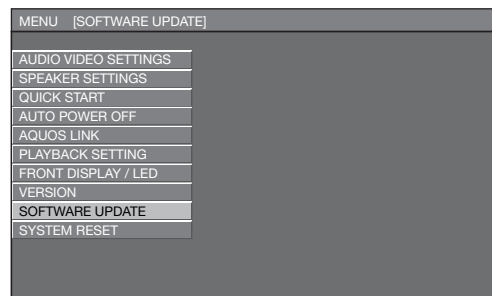 MENU [SOFTWARE UPDATE]
AUDIO VIDEO SETTINGS
SPEAKER SETTINGS
QUICK START
AUTO POWER OFF
AQUOS LINK
PLAYBACK SETTING
FRONT DISPLAY / LED
VERSION
SOFTWARE UPDATE
SYSTEM RESET